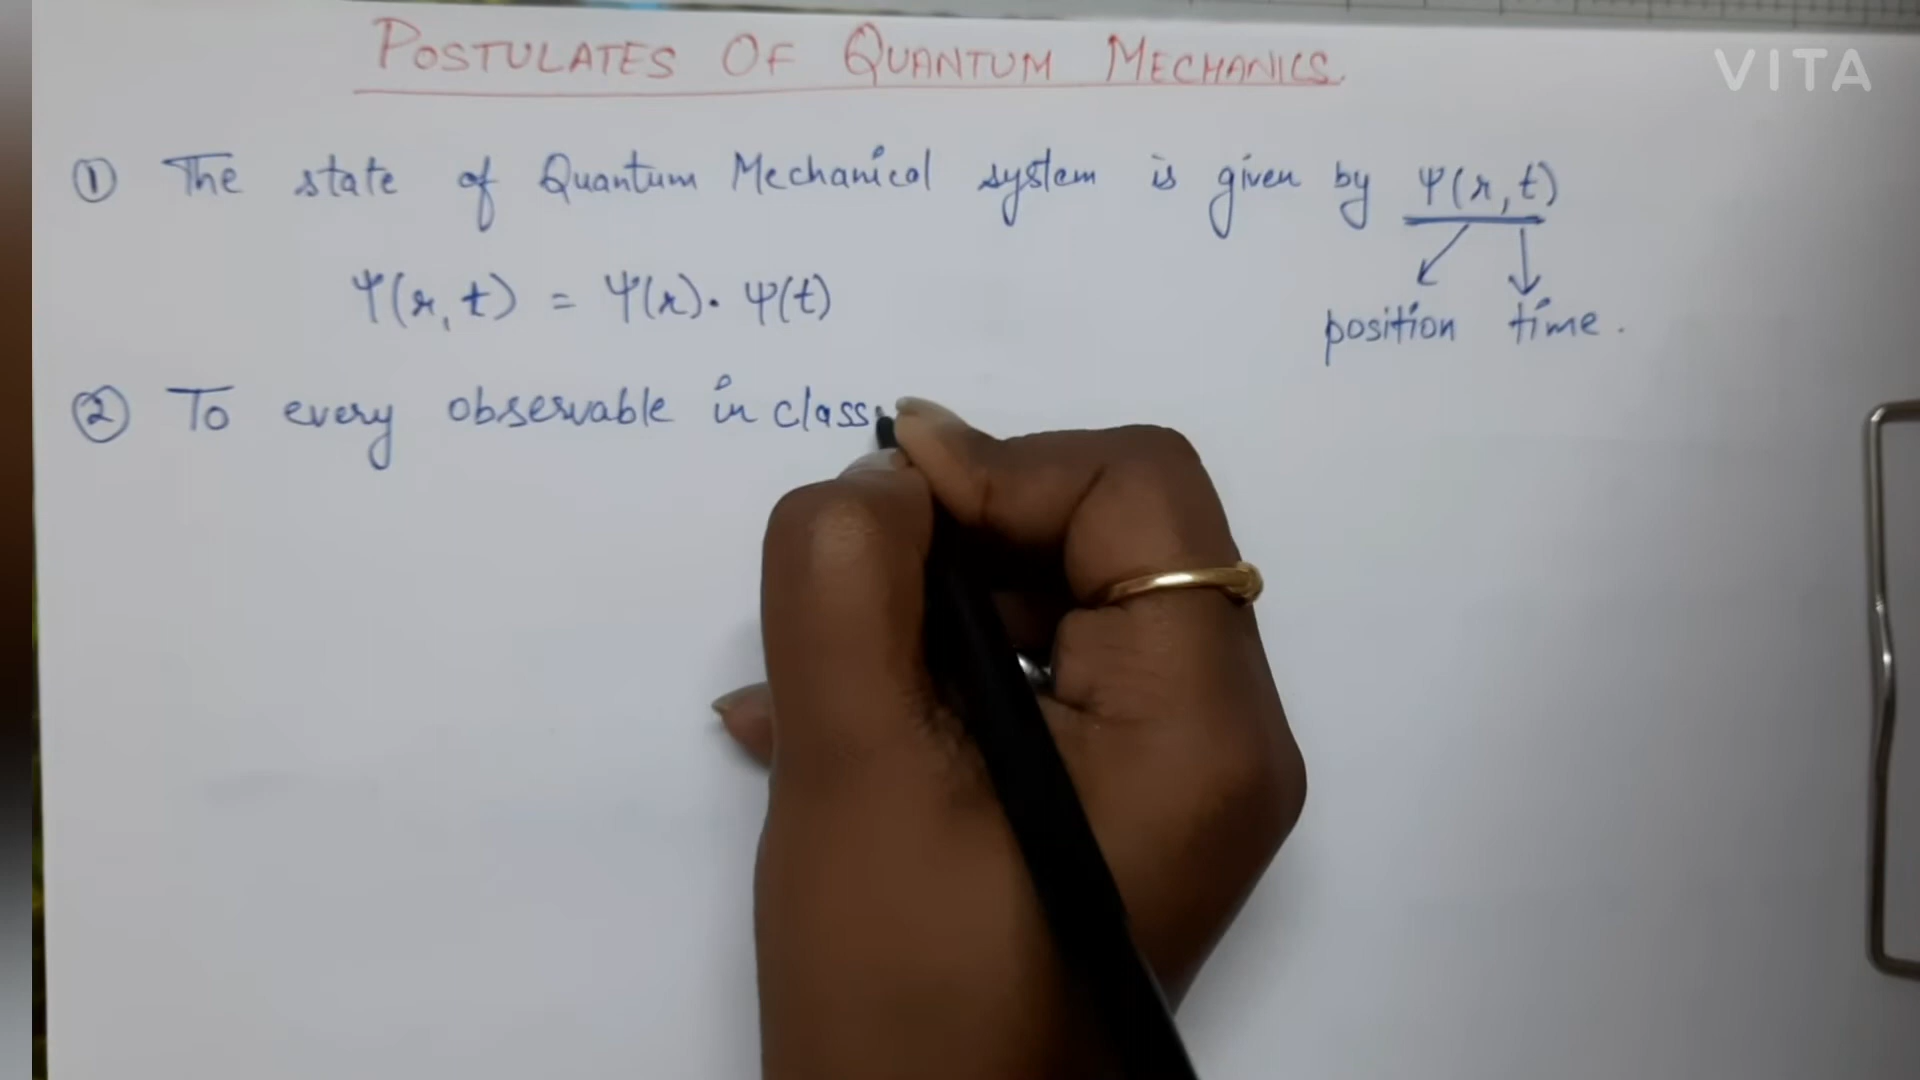 POSTULATES OF QUANTUM MECHANICS.
VITA
① The state of Quantum Mechanical system is given by Ψ(r,t)
position time.
Ψ(r,t) = Ψ(r). Ψ(t)
② To every observable in class